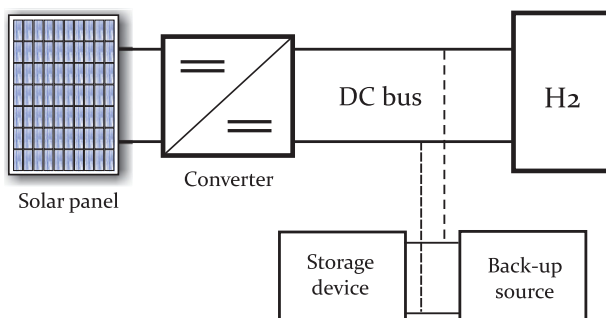 DC bus
H2
Converter
Solar panel
Storage
device
Back-up
source